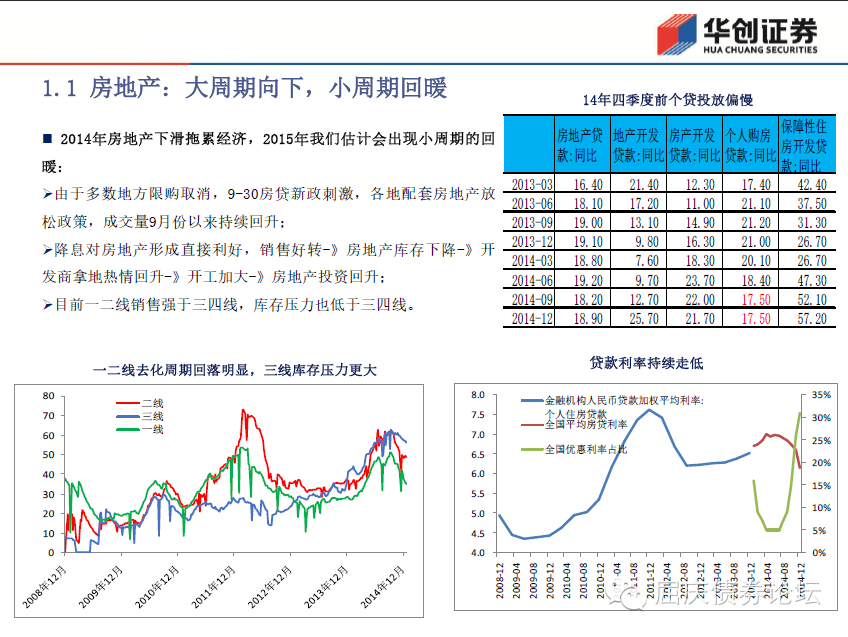 华创证券
HUA CHUANG SECURITIES
1.1 房地产：大周期向下，小周期回暖
■ 2014年房地产下滑拖累经济，2015年我们估计会出现小周期的回
暖：
➢由于多数地方限购取消，9-30房贷新政刺激，各地配套房地产放
松政策，成交量9月份以来持续回升；
➢降息对房地产形成直接利好，销售好转-》房地产库存下降-》开
发商拿地热情回升-》开工加大-》房地产投资回升；
➢目前一二线销售强于三四线，库存压力也低于三四线。
14年四季度前个贷投放偏慢
房地产贷款:同比 地产开发贷款:同比 房产开发贷款:同比 个人购房贷款:同比 保障性住房开发贷款:同比
2013-03 16.40 21.40 12.30 17.40 42.40
2013-06 18.10 17.20 11.00 21.10 37.50
2013-09 19.00 13.10 14.90 21.20 31.30
2013-12 19.10 9.80 16.30 21.00 26.70
2014-03 18.80 7.60 18.30 20.10 26.70
2014-06 19.20 9.70 23.70 18.40 47.30
2014-09 18.20 12.70 22.00 17.50 52.10
2014-12 18.90 25.70 21.70 17.50 57.20
一二线去化周期回落明显，三线库存压力更大
80
70
60
50
40
30
20
10
0
二线
三线
一线
2008年12月
2009年12月
2010年12月
2011年12月
2012年12月
2013年12月
2014年12月
贷款利率持续走低
8.0
7.5
7.0
6.5
6.0
5.5
5.0
4.5
4.0
金融机构人民币贷款加权平均利率:
个人住房贷款
全国平均房贷利率
全国优惠利率占比
35%
30%
25%
20%
15%
10%
5%
0%
2008-12
2009-04
2009-08
2009-12
2010-04
2010-08
2010-12
2011-04
2011-08
2011-12
2012-04
2012-08
2012-12
2013-04
2013-08
2013-12
2014-04
2014-08
2014-12
屈庆债券论坛